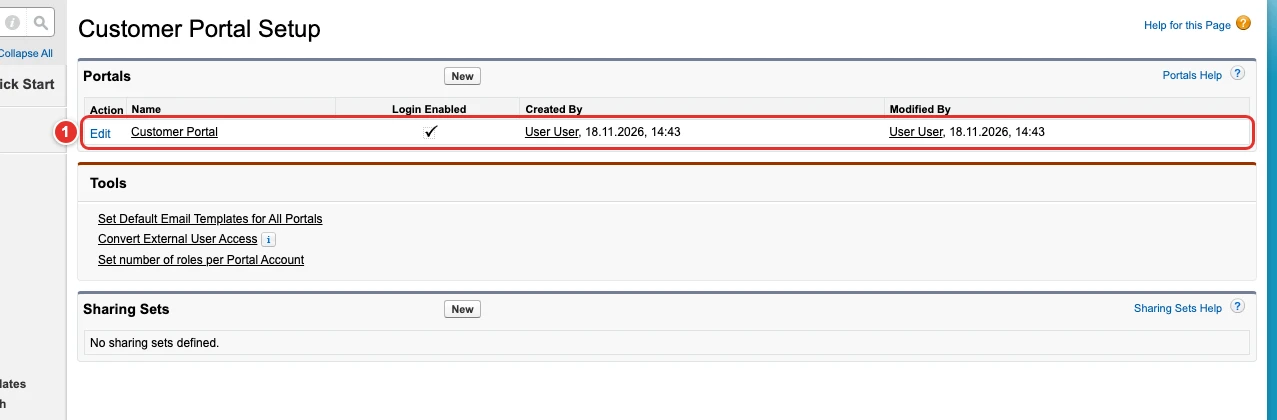 Customer Portal Setup
Help for this Page
Collapse All
ick Start
Portals
New
Portals Help ?
Action Name Login Enabled Created By Modified By
1 Edit Customer Portal User User, 18.11.2026, 14:43 User User, 18.11.2026, 14:43
Tools
Set Default Email Templates for All Portals
Convert External User Access i
Set number of roles per Portal Account
Sharing Sets
New
Sharing Sets Help ?
No sharing sets defined.
lates
h